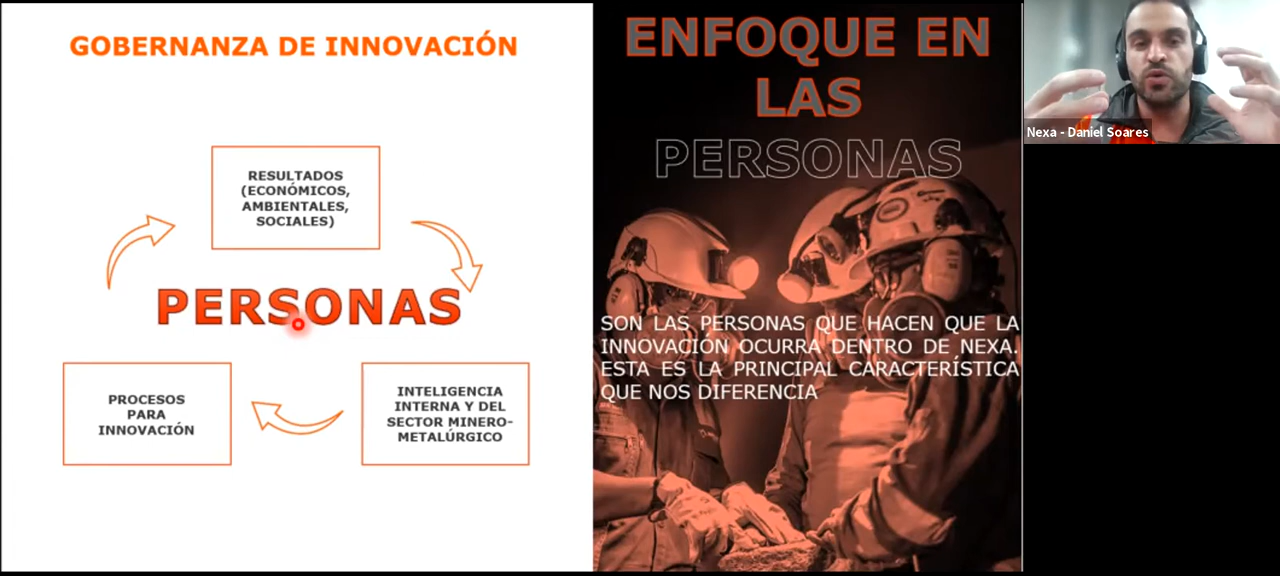 GOBERNANZA DE INNOVACIÓN
RESULTADOS
(ECONÓMICOS,
AMBIENTALES,
SOCIALES)
PERSONAS
PROCESOS
PARA
INNOVACIÓN
INTELIGENCIA
INTERNA Y DEL
SECTOR MINERO-
METALÚRGICO
ENFOQUE EN
LAS
PERSONAS
SON LAS PERSONAS QUE HACEN QUE LA
INNOVACIÓN OCURRA DENTRO DE NEXA.
ESTA ES LA PRINCIPAL CARACTERÍSTICA
QUE NOS DIFERENCIA
Nexa - Daniel Soares